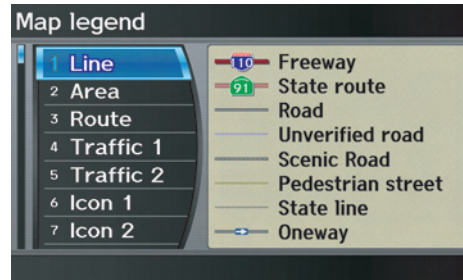 Map legend
1 Line
2 Area
3 Route
4 Traffic 1
5 Traffic 2
6 Icon 1
7 Icon 2
110 Freeway
91 State route
Road
Unverified road
Scenic Road
Pedestrian street
State line
Oneway